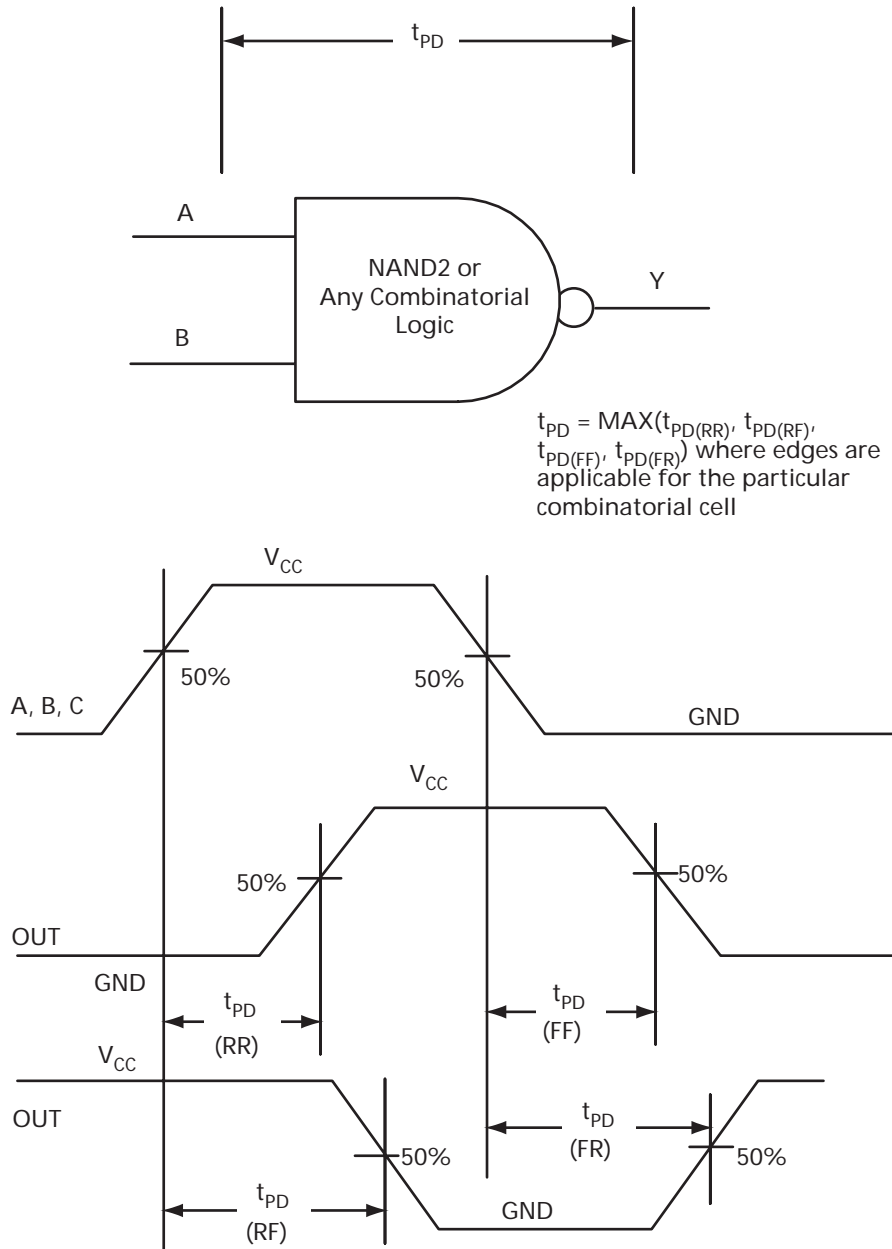 tPD
A
NAND2 or
Any Combinatorial
Logic
Y
B
tPD = MAX(tPD(RR), tPD(RF),
tPD(FF), tPD(FR)) where edges are
applicable for the particular
combinatorial cell
VCC
50%
50%
A, B, C
GND
VCC
50%
50%
OUT
GND
tPD
(RR)
tPD
(FF)
VCC
OUT
tPD
(FR)
50%
50%
tPD
(RF)
GND